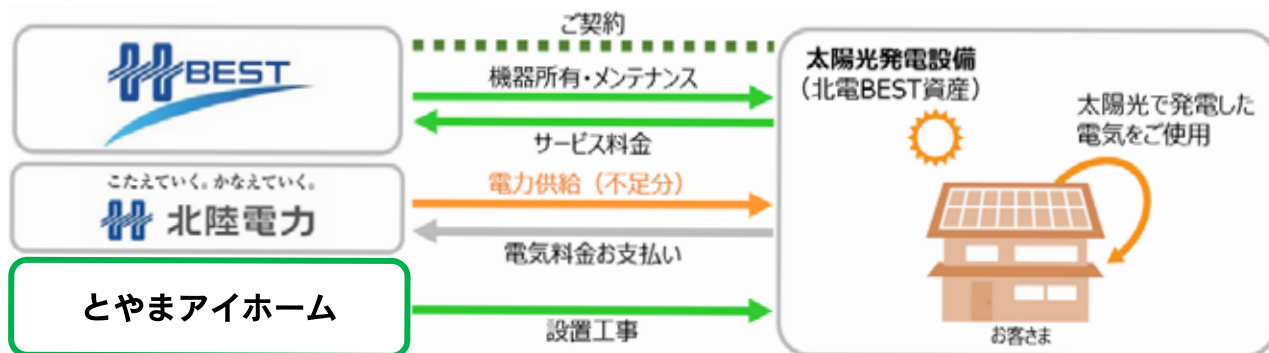 BEST
こたえていく。かなえていく。
北陸電力
とやまアイホーム
ご契約
機器所有・メンテナンス
サービス料金
電力供給（不足分）
電気料金お支払い
設置工事
太陽光発電設備
（北電BEST資産）
太陽光で発電した
電気をご使用
お客さま